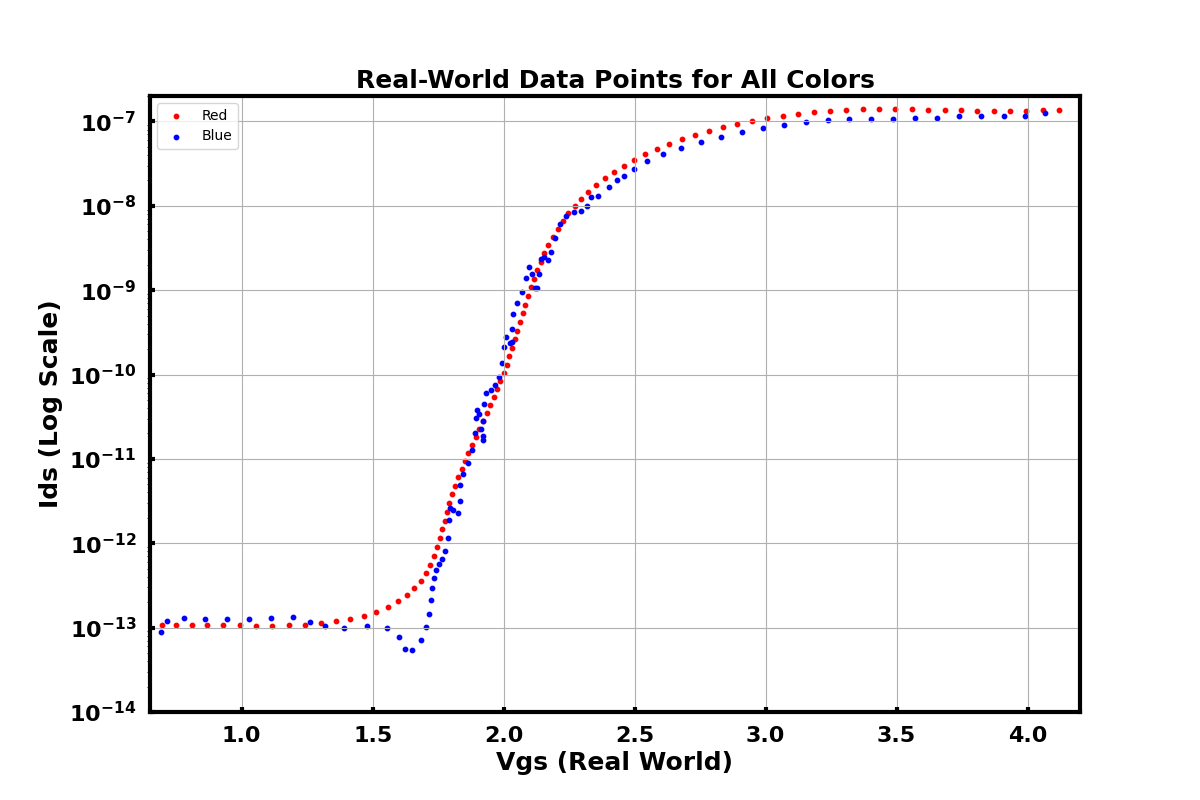 Real-World Data Points for All Colors
Red
Blue
10⁻⁷
10⁻⁸
10⁻⁹
10⁻¹⁰
10⁻¹¹
10⁻¹²
10⁻¹³
10⁻¹⁴
Ids (Log Scale)
1.0 1.5 2.0 2.5 3.0 3.5 4.0
Vgs (Real World)